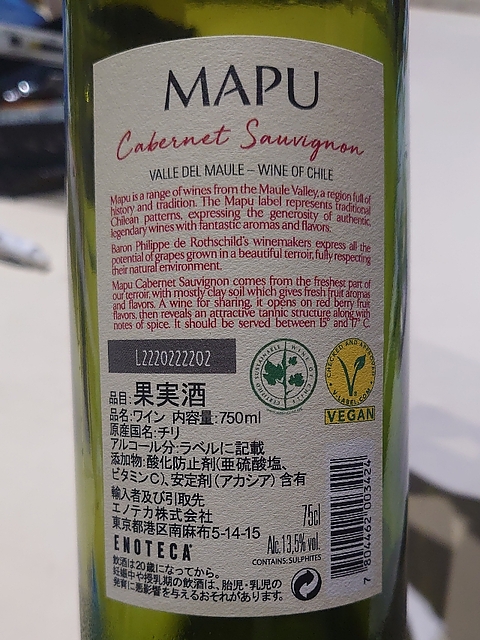 MAPU
Cabernet Sauvignon
VALLE DEL MAULE – WINE OF CHILE
Mapu is a range of wines from the Maule Valley, a region full of
history and tradition. The Mapu label represents traditional
Chilean patterns, expressing the generosity of authentic,
legendary wines with fantastic aromas and flavors.
Baron Philippe de Rothschild's winemakers express all the
potential of grapes grown in a beautiful terroir, fully respecting
their natural environment.
Mapu Cabernet Sauvignon comes from the freshest part of
our terroir, with mostly clay soil which gives fresh fruit aromas
and flavors. A wine for sharing, it opens on red berry fruit
flavors, then reveals an attractive tannic structure along with
notes of spice. It should be served between 15° and 17° C.
L2220222202
CERTIFIED SUSTAINABLE WINE OF CHILE
V-LABEL.COM
VEGAN
品目:果実酒
品名:ワイン 内容量:750ml
原産国名:チリ
アルコール分:ラベルに記載
添加物:酸化防止剤(亜硫酸塩、
ビタミンC)、安定剤(アカシア)含有
輸入者及び引取先
エノテカ株式会社
東京都港区南麻布5-14-15
ENOTECA
飲酒は20歳になってから。
妊娠中や授乳期の飲酒は、胎児・乳児の
発育に悪影響を与えるおそれがあります。
75cl
Alc.13,5% vol.
CONTAINS: SULPHITES
7 804462 003424